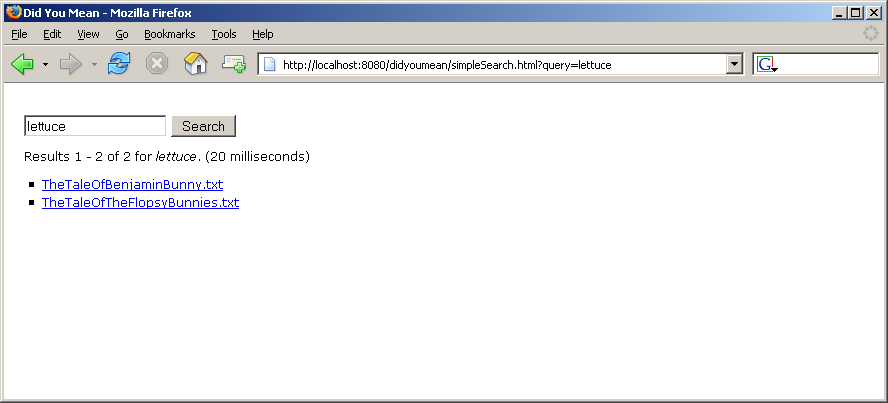 Did You Mean - Mozilla Firefox
File Edit View Go Bookmarks Tools Help
http://localhost:8080/didyoumean/simpleSearch.html?query=lettuce G
lettuce Search
Results 1 - 2 of 2 for lettuce. (20 milliseconds)
TheTaleOfBenjaminBunny.txt
TheTaleOfTheFlopsyBunnies.txt